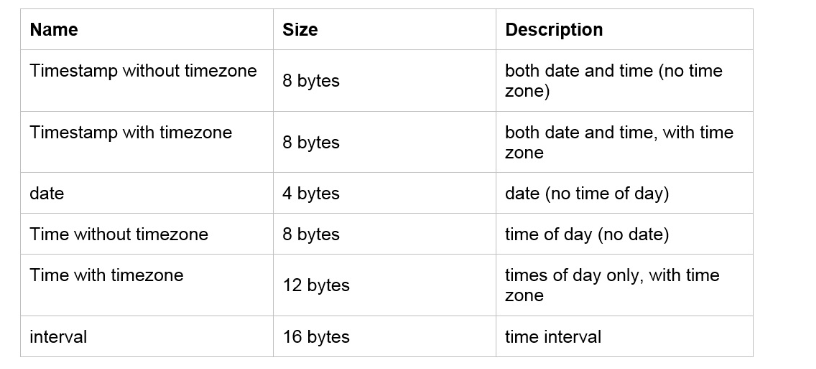 Name Size Description
Timestamp without timezone 8 bytes both date and time (no time
zone)
Timestamp with timezone 8 bytes both date and time, with time
zone
date 4 bytes date (no time of day)
Time without timezone 8 bytes time of day (no date)
Time with timezone 12 bytes times of day only, with time
zone
interval 16 bytes time interval